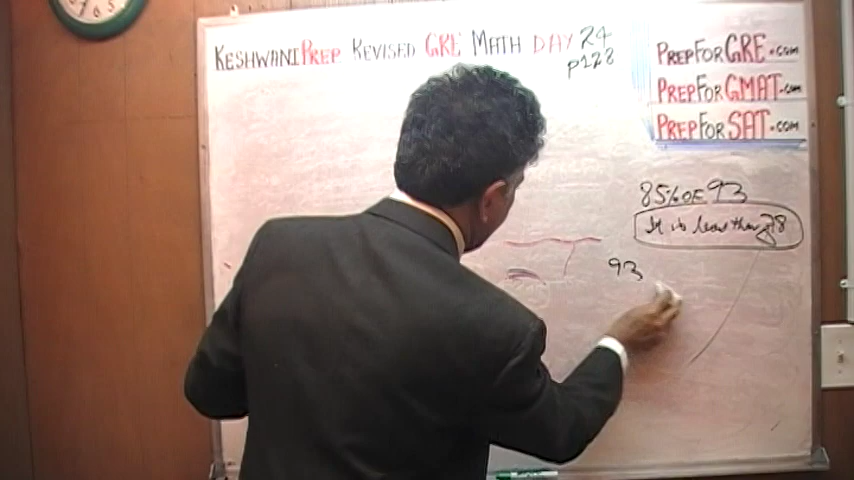 KESHWANIPREP REVISED GRE MATH DAY 24
p128
PREPFORGRE.COM
PREPFORGMAT.COM
PREPFORSAT.COM
85% OF 93
It is less than 78
93